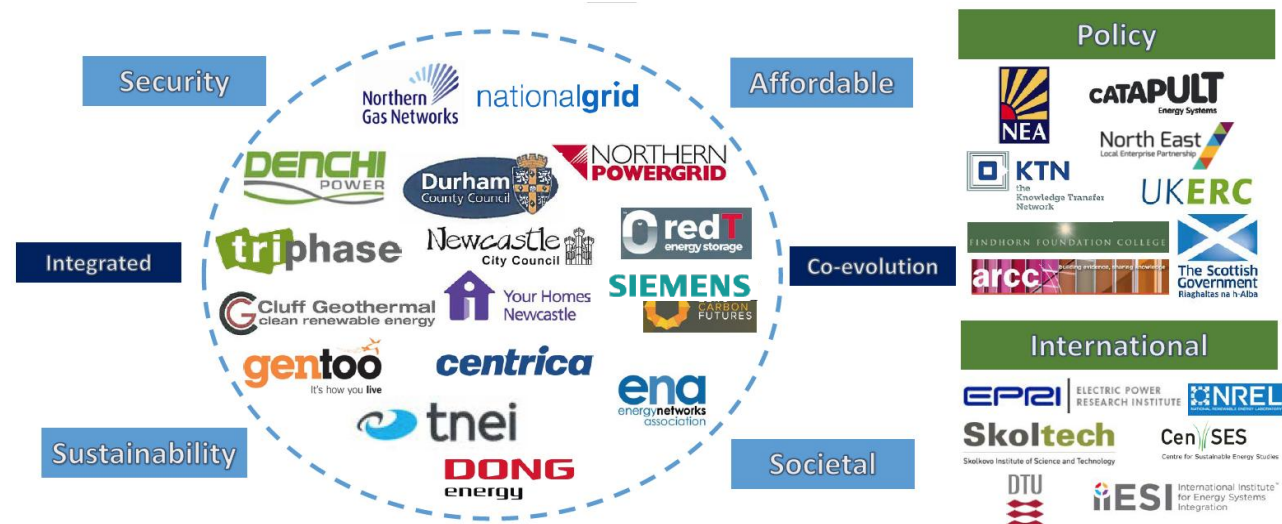 Security
Affordable
Integrated
Co-evolution
Sustainability
Societal
Northern
Gas Networks
nationalgrid
DENCHI
POWER
Durham
County Council
NORTHERN
POWERGRID
triphase
Newcastle
City Council
redT
energy storage
Cluff Geothermal
clean renewable energy
Your Homes
Newcastle
SIEMENS
CARBON
FUTURES
gentoo
It's how you live
centrica
ena
energynetworks
association
tnei
DONG
energy
Policy
NEA
CATAPULT
Energy Systems
North East
Local Enterprise Partnership
KTN
the
Knowledge Transfer
Network
UKERC
FINDHORN FOUNDATION COLLEGE
arcc
building evidence, sharing knowledge
The Scottish
Government
Riaghaltas na h-Alba
International
EPRI
ELECTRIC POWER
RESEARCH INSTITUTE
NREL
NATIONAL RENEWABLE ENERGY LABORATORY
Skoltech
Skolkovo Institute of Science and Technology
CenSES
Centre for Sustainable Energy Studies
DTU
iiESI
International Institute
for Energy Systems
Integration